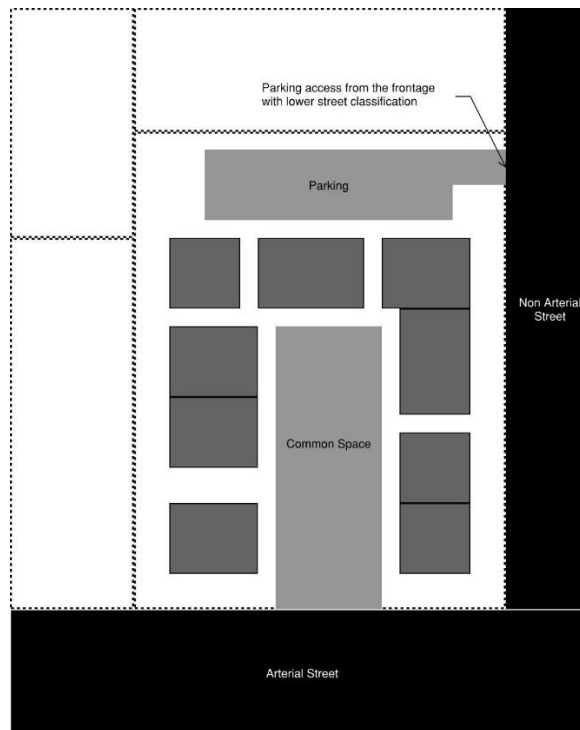 Parking access from the frontage
with lower street classification
Parking
Non Arterial
Street
Common Space
Arterial Street